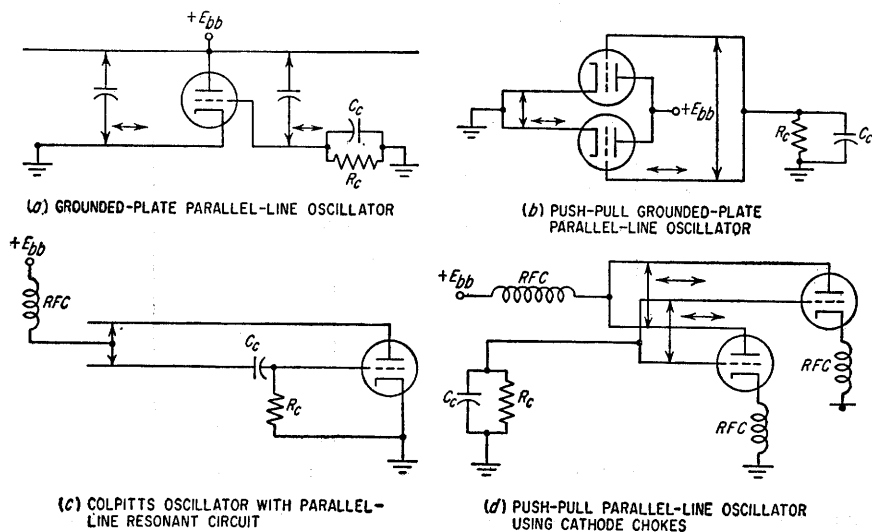 +Ebb
Cc
Rc
(a) GROUNDED-PLATE PARALLEL-LINE OSCILLATOR
+Ebb
Rc
Cc
(b) PUSH-PULL GROUNDED-PLATE
PARALLEL-LINE OSCILLATOR
+Ebb
RFC
Cc
Rc
(c) COLPITTS OSCILLATOR WITH PARALLEL-
LINE RESONANT CIRCUIT
+Ebb
RFC
RFC
Cc
Rc
RFC
(d) PUSH-PULL PARALLEL-LINE OSCILLATOR
USING CATHODE CHOKES